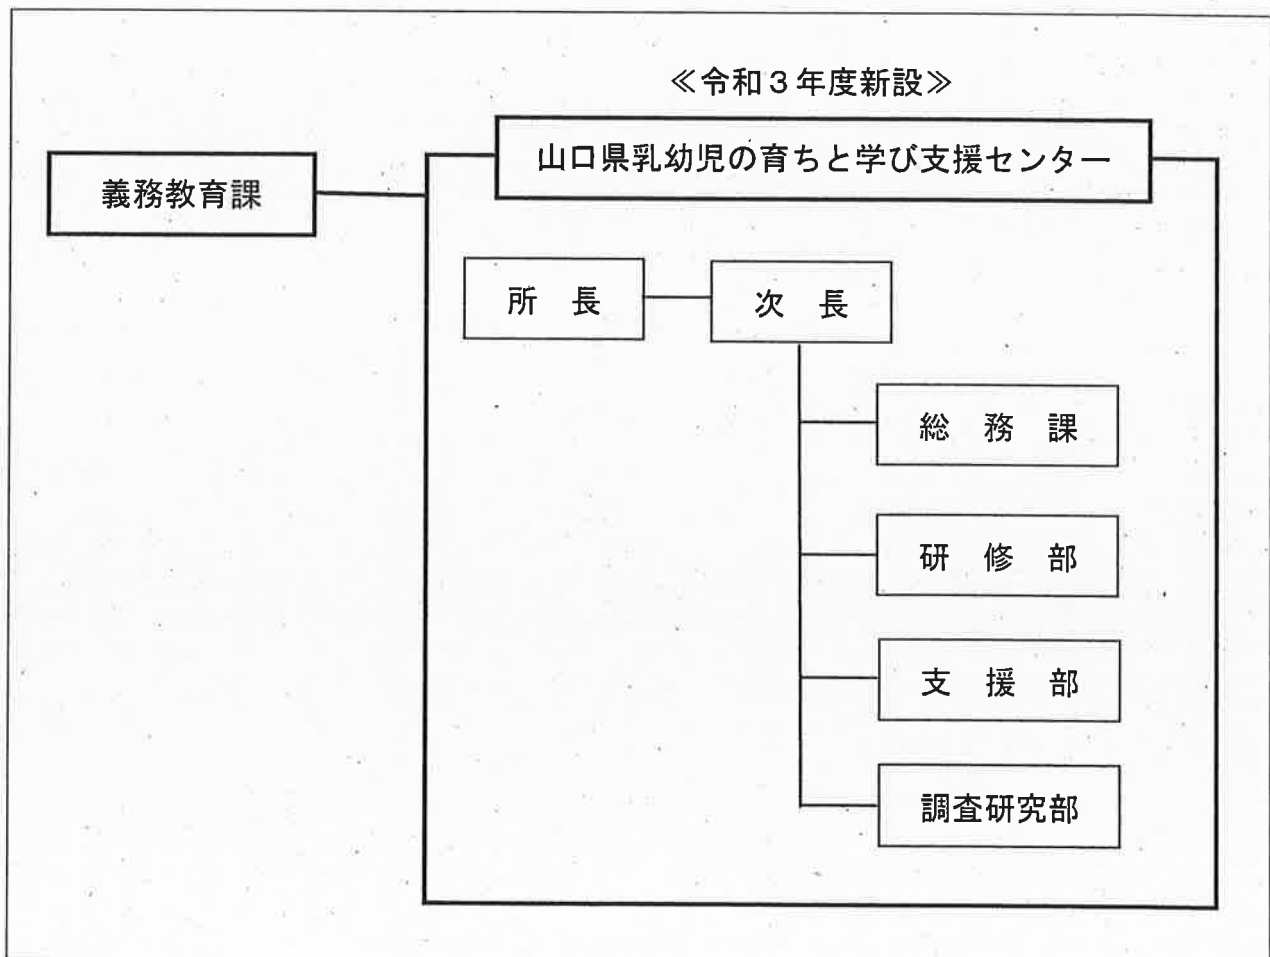 ≪令和3年度新設≫
山口県乳幼児の育ちと学び支援センター
義務教育課
所　長
次　長
総　務　課
研　修　部
支　援　部
調査研究部